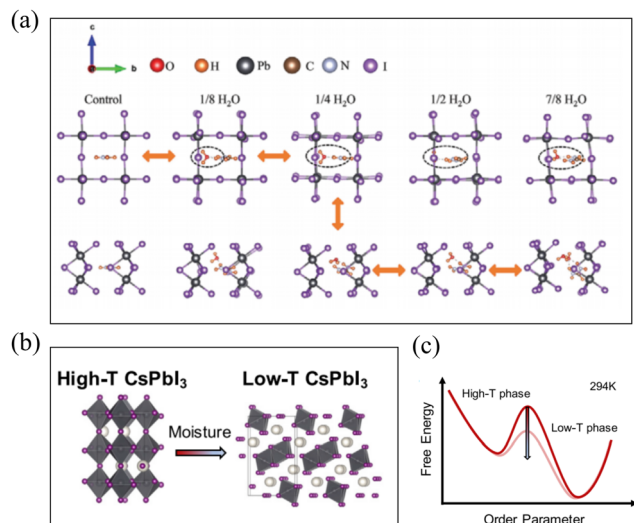 (a)
c
b
O H Pb C N I
Control 1/8 H₂O 1/4 H₂O 1/2 H₂O 7/8 H₂O
(b)
High-T CsPbI₃ Low-T CsPbI₃
Moisture
(c)
294K
High-T phase
Low-T phase
Free Energy
Order Parameter